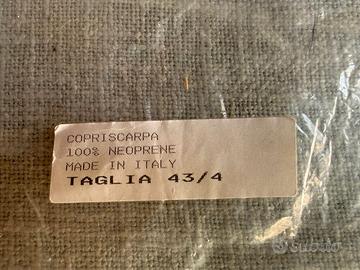 COPRISCARPA
100% NEOPRENE
MADE IN ITALY
TAGLIA 43/4